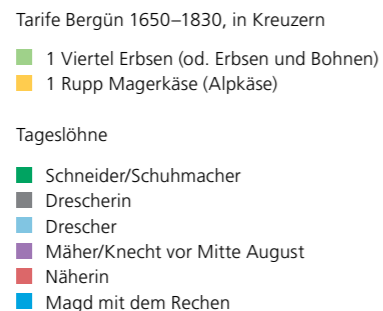 Tarife Bergün 1650–1830, in Kreuzern
1 Viertel Erbsen (od. Erbsen und Bohnen)
1 Rupp Magerkäse (Alpkäse)
Tageslöhne
Schneider/Schuhmacher
Drescherin
Drescher
Mäher/Knecht vor Mitte August
Näherin
Magd mit dem Rechen